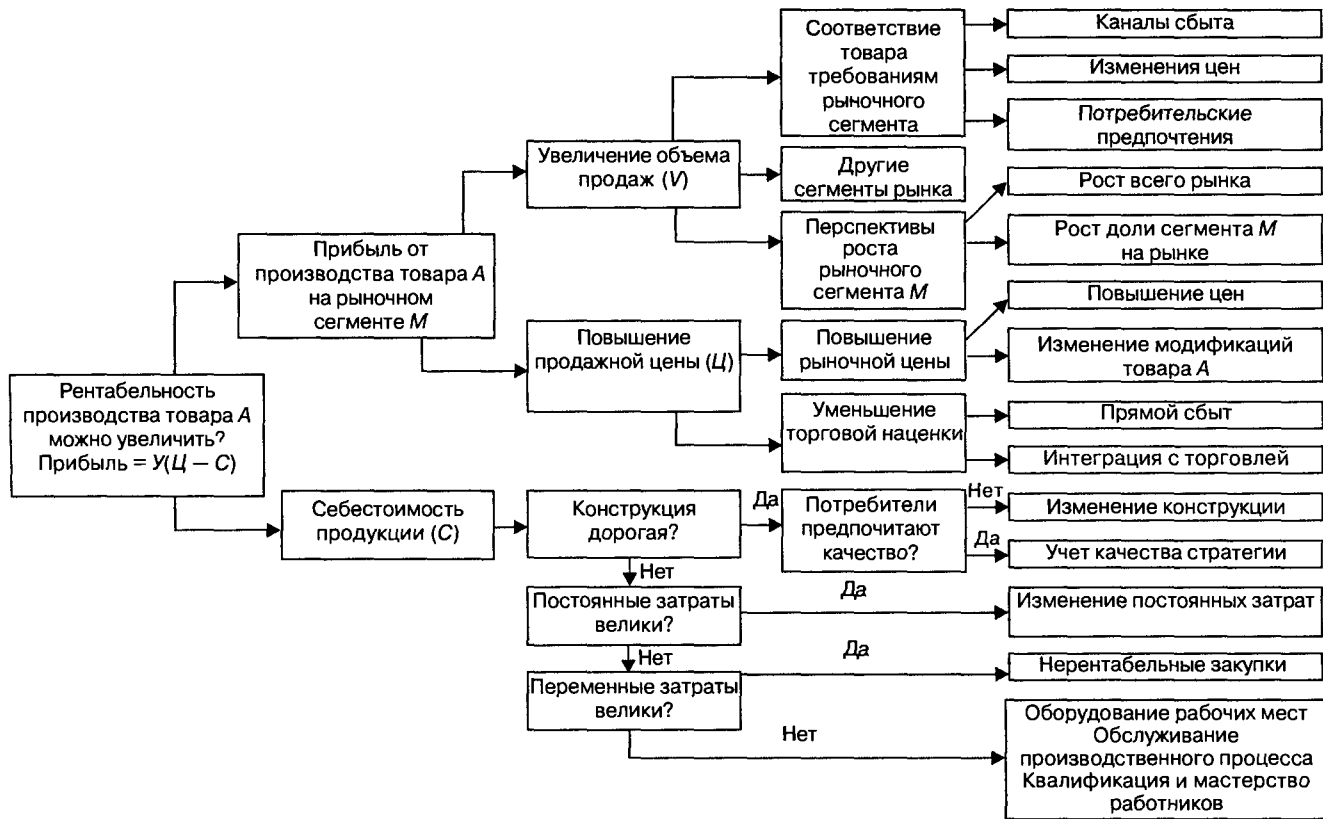 Соответствие
товара
требованиям
рыночного
сегмента
Каналы сбыта
Изменения цен
Потребительские
предпочтения
Увеличение объема
продаж (V)
Другие
сегменты рынка
Рост всего рынка
Перспективы
роста
рыночного
сегмента М
Рост доли сегмента М
на рынке
Прибыль от
производства товара А
на рыночном
сегменте М
Повышение
продажной цены (Ц)
Повышение
рыночной цены
Повышение цен
Изменение модификаций
товара А
Рентабельность
производства товара А
можно увеличить?
Прибыль = У(Ц – С)
Уменьшение
торговой наценки
Прямой сбыт
Интеграция с торговлей
Себестоимость
продукции (С)
Конструкция
дорогая?
Да
Потребители
предпочитают
качество?
Нет
Изменение конструкции
Да
Учет качества стратегии
Нет
Постоянные затраты
велики?
Да
Изменение постоянных затрат
Нет
Переменные затраты
велики?
Да
Нерентабельные закупки
Нет
Оборудование рабочих мест
Обслуживание
производственного процесса
Квалификация и мастерство
работников